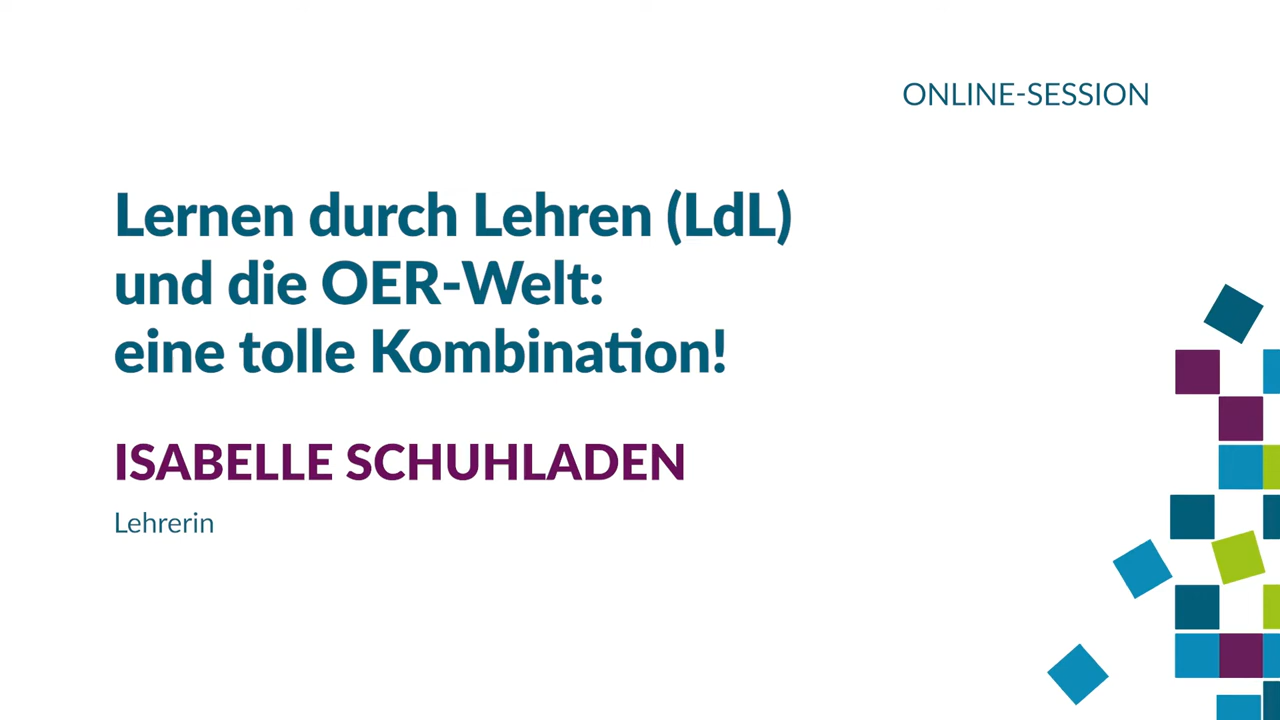 ONLINE-SESSION
Lernen durch Lehren (LdL)
und die OER-Welt:
eine tolle Kombination!
ISABELLE SCHUHLADEN
Lehrerin